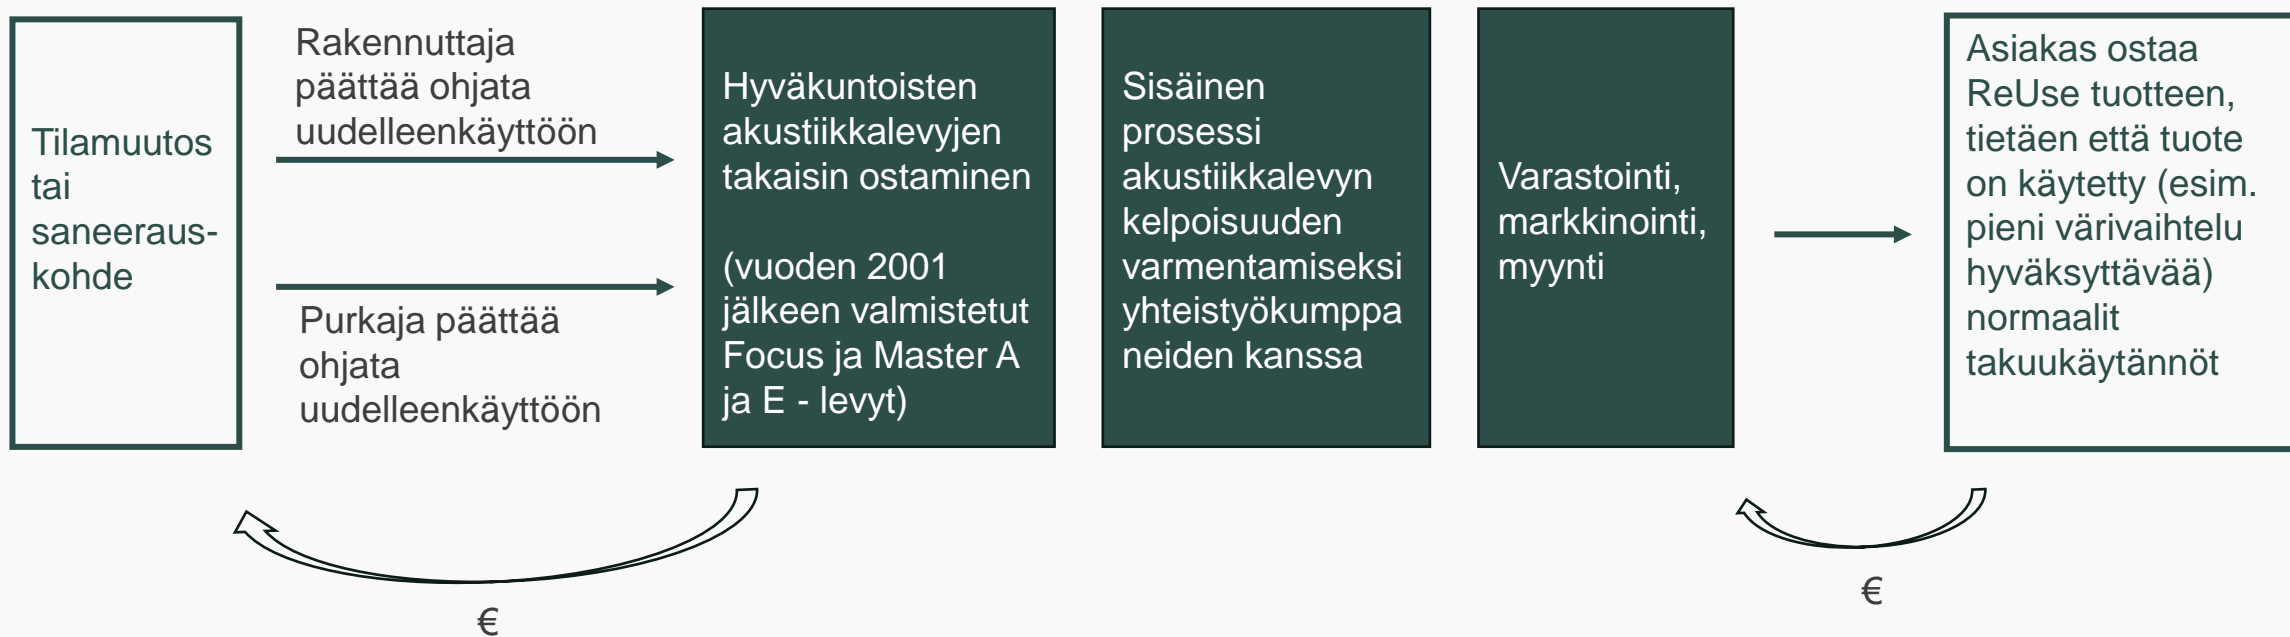 Tilamuutos
tai
saneeraus-
kohde
Rakennuttaja
päättää ohjata
uudelleenkäyttöön
Purkaja päättää
ohjata
uudelleenkäyttöön
Hyväkuntoisten
akustiikkalevyjen
takaisin ostaminen
(vuoden 2001
jälkeen valmistetut
Focus ja Master A
ja E - levyt)
Sisäinen
prosessi
akustiikkalevyn
kelpoisuuden
varmentamiseksi
yhteistyökumppa
neiden kanssa
Varastointi,
markkinointi,
myynti
Asiakas ostaa
ReUse tuotteen,
tietäen että tuote
on käytetty (esim.
pieni värivaihtelu
hyväksyttävää)
normaalit
takuukäytännöt
€
€